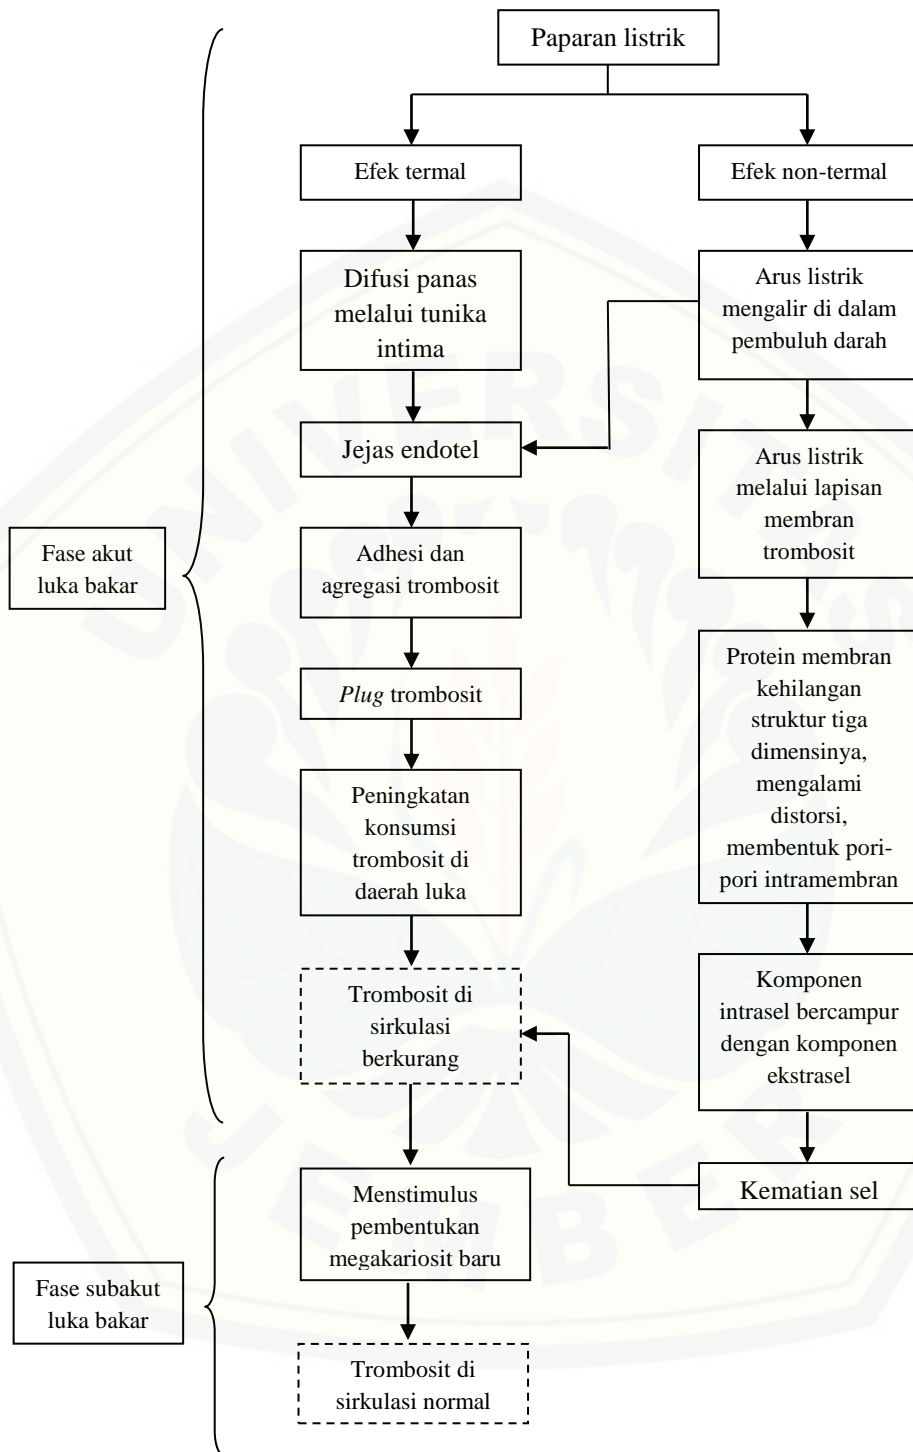 Paparan listrik
Efek termal
Efek non-termal
Difusi panas
melalui tunika
intima
Arus listrik
mengalir di dalam
pembuluh darah
Jejas endotel
Arus listrik
melalui lapisan
membran
trombosit
Fase akut
luka bakar
Adhesi dan
agregasi trombosit
Plug trombosit
Protein membran
kehilangan
struktur tiga
dimensinya,
mengalami
distorsi,
membentuk pori-
pori intramembran
Peningkatan
konsumsi
trombosit di
daerah luka
Trombosit di
sirkulasi
berkurang
Komponen
intrasel bercampur
dengan komponen
ekstrasel
Menstimulus
pembentukan
megakariosit baru
Kematian sel
Fase subakut
luka bakar
Trombosit di
sirkulasi normal
UNIVERSITAS
JEMBER